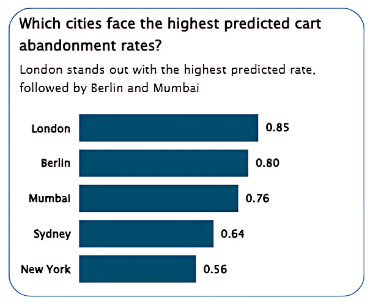 Which cities face the highest predicted cart
abandonment rates?
London stands out with the highest predicted rate,
followed by Berlin and Mumbai
London 0.85
Berlin 0.80
Mumbai 0.76
Sydney 0.64
New York 0.56